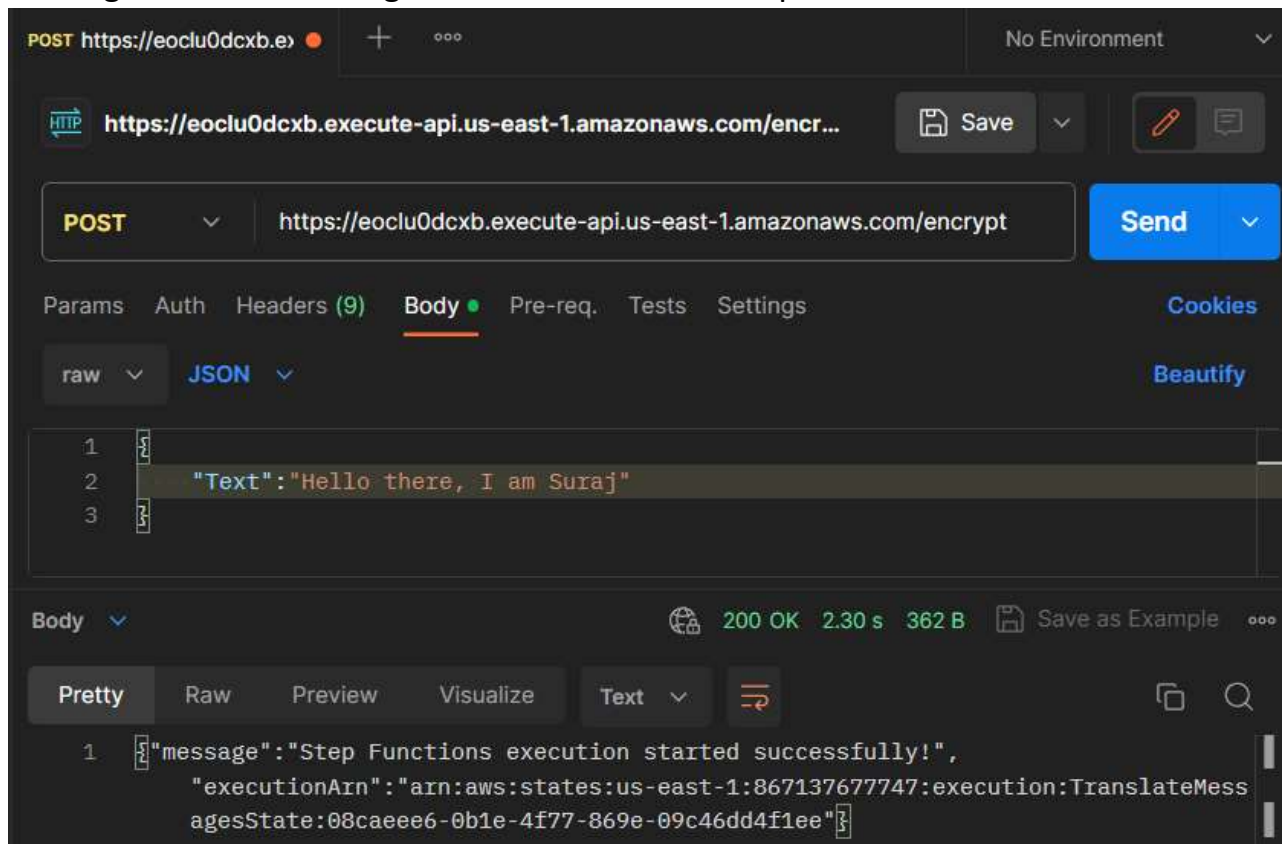 POST https://eoclu0dcxb.ex
No Environment
HTTP https://eoclu0dcxb.execute-api.us-east-1.amazonaws.com/encr...
Save
POST https://eoclu0dcxb.execute-api.us-east-1.amazonaws.com/encrypt
Send
Params Auth Headers (9) Body Pre-req. Tests Settings Cookies
raw JSON Beautify
1 {
2 "Text":"Hello there, I am Suraj"
3 }
Body 200 OK 2.30 s 362 B Save as Example
Pretty Raw Preview Visualize Text
1 {"message":"Step Functions execution started successfully!",
"executionArn":"arn:aws:states:us-east-1:867137677747:execution:TranslateMess
agesState:08caeee6-0b1e-4f77-869e-09c46dd4f1ee"}